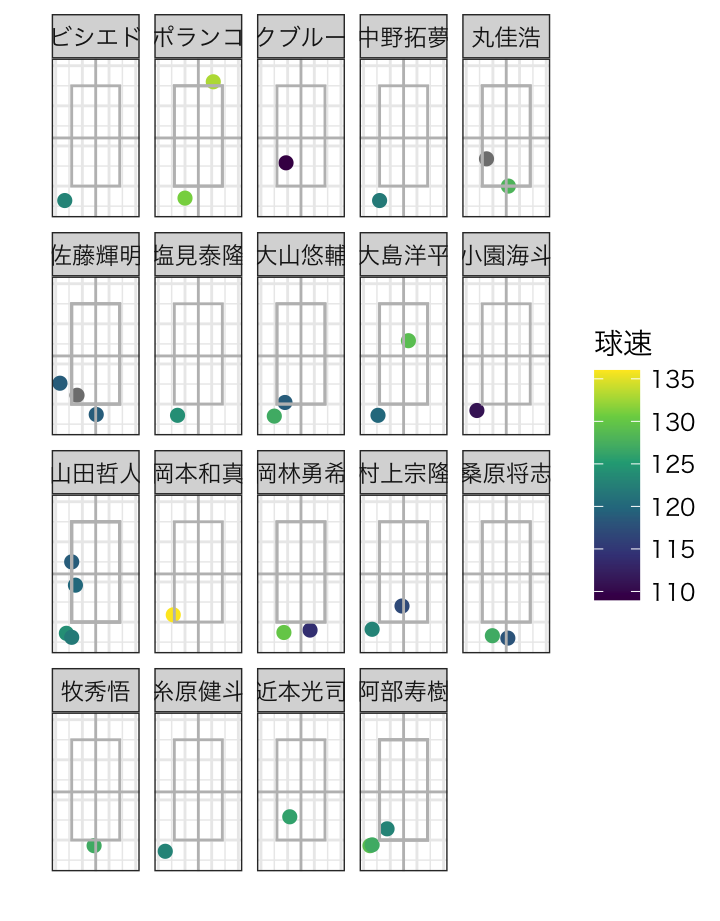 ビシエド
ポランコ
クブルー
中野拓夢
丸佳浩
佐藤輝明
塩見泰隆
大山悠輔
大島洋平
小園海斗
山田哲人
岡本和真
岡林勇希
村上宗隆
桑原将志
牧秀悟
糸原健斗
近本光司
阿部寿樹
球速
135
130
125
120
115
110